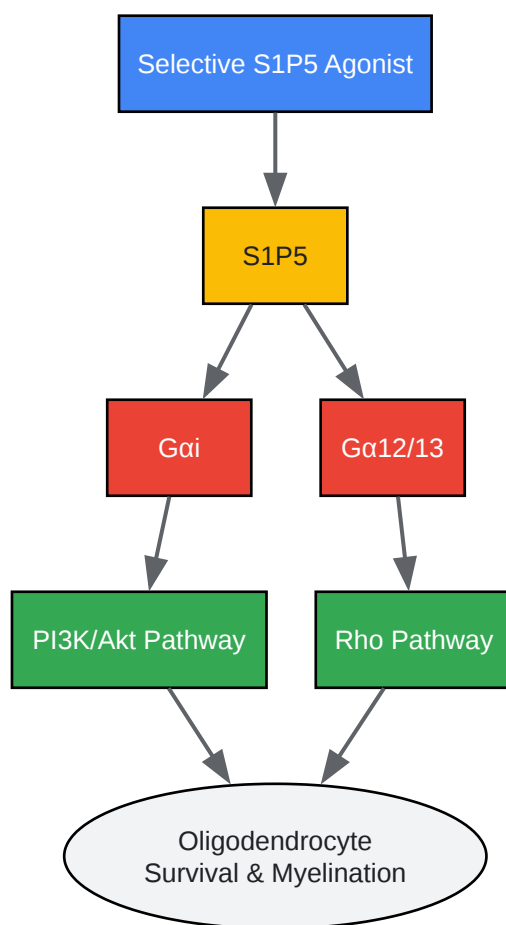 Selective S1P5 Agonist
S1P5
Gαi
Gα12/13
PI3K/Akt Pathway
Rho Pathway
Oligodendrocyte
Survival & Myelination